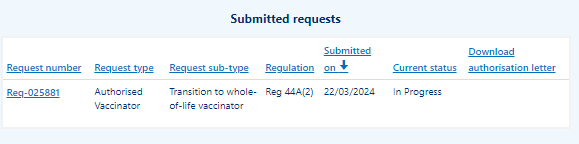 Submitted requests
Submitted Download
Request number Request type Request sub-type Regulation on Current status authorisation letter
Req-025881 Authorised Transition to whole- Reg 44A(2) 22/03/2024 In Progress
Vaccinator of-life vaccinator